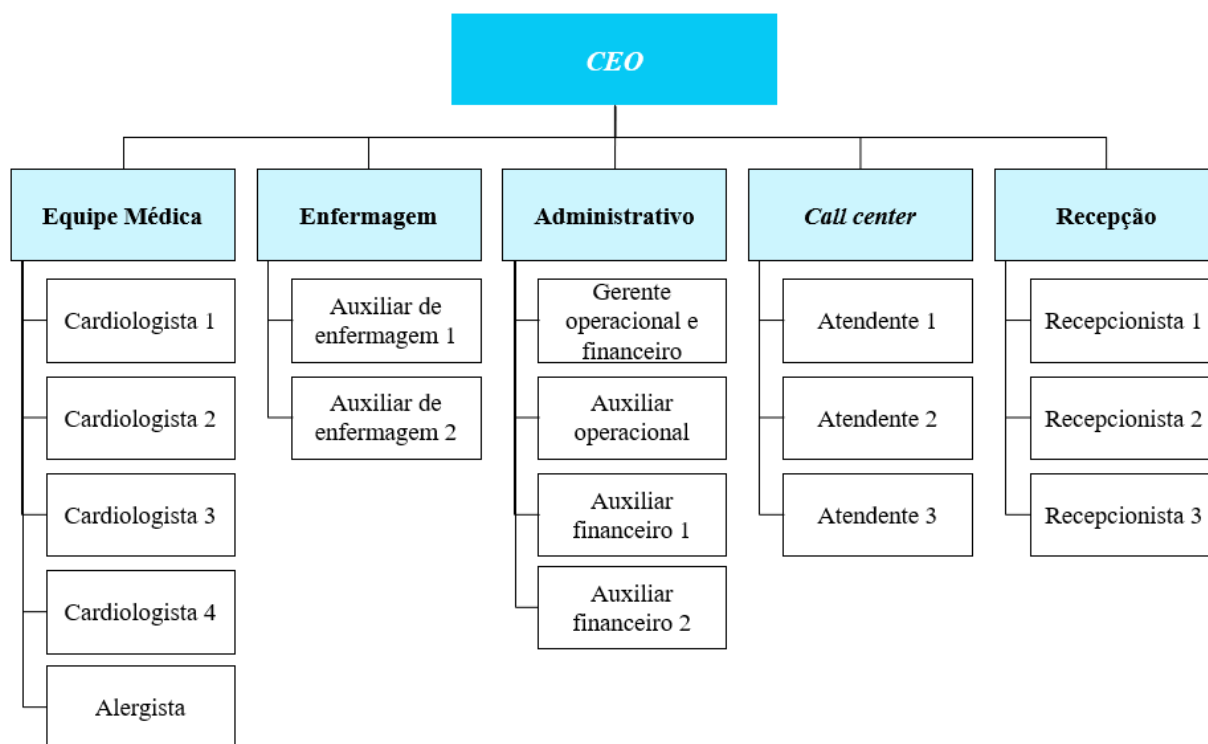 CEO
Equipe Médica
Enfermagem
Administrativo
Call center
Recepção
Cardiologista 1
Cardiologista 2
Cardiologista 3
Cardiologista 4
Alergista
Auxiliar de
enfermagem 1
Auxiliar de
enfermagem 2
Gerente
operacional e
financeiro
Auxiliar
operacional
Auxiliar
financeiro 1
Auxiliar
financeiro 2
Atendente 1
Atendente 2
Atendente 3
Recepcionista 1
Recepcionista 2
Recepcionista 3